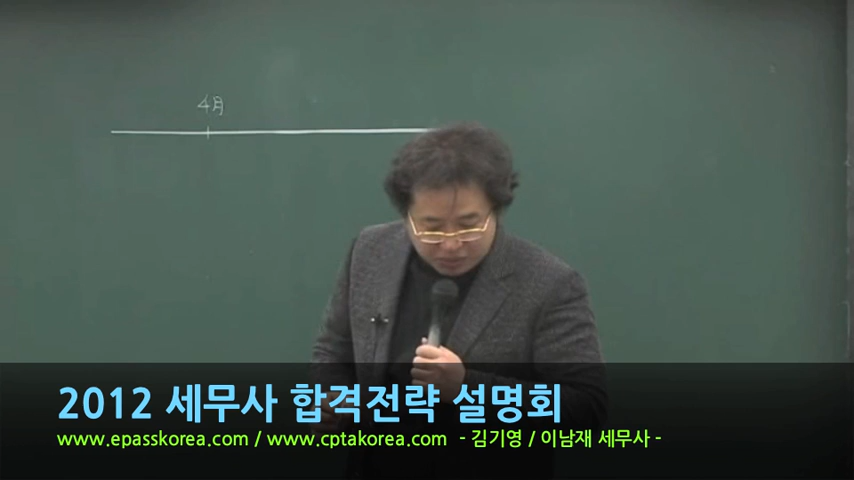 4月
2012 세무사 합격전략 설명회
www.epasskorea.com / www.cptakorea.com - 김기영 / 이남재 세무사 -